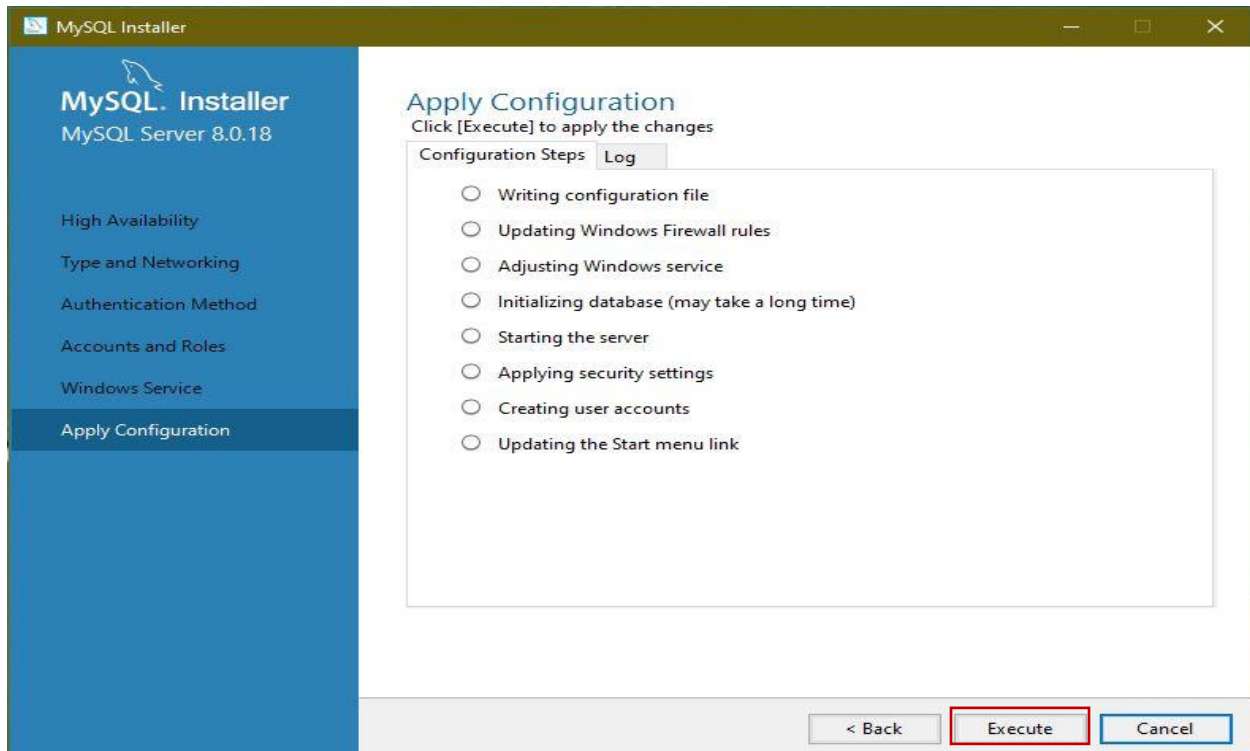 MySQL Installer
MySQL. Installer
MySQL Server 8.0.18
High Availability
Type and Networking
Authentication Method
Accounts and Roles
Windows Service
Apply Configuration
Apply Configuration
Click [Execute] to apply the changes
Configuration Steps Log
Writing configuration file
Updating Windows Firewall rules
Adjusting Windows service
Initializing database (may take a long time)
Starting the server
Applying security settings
Creating user accounts
Updating the Start menu link
< Back Execute Cancel